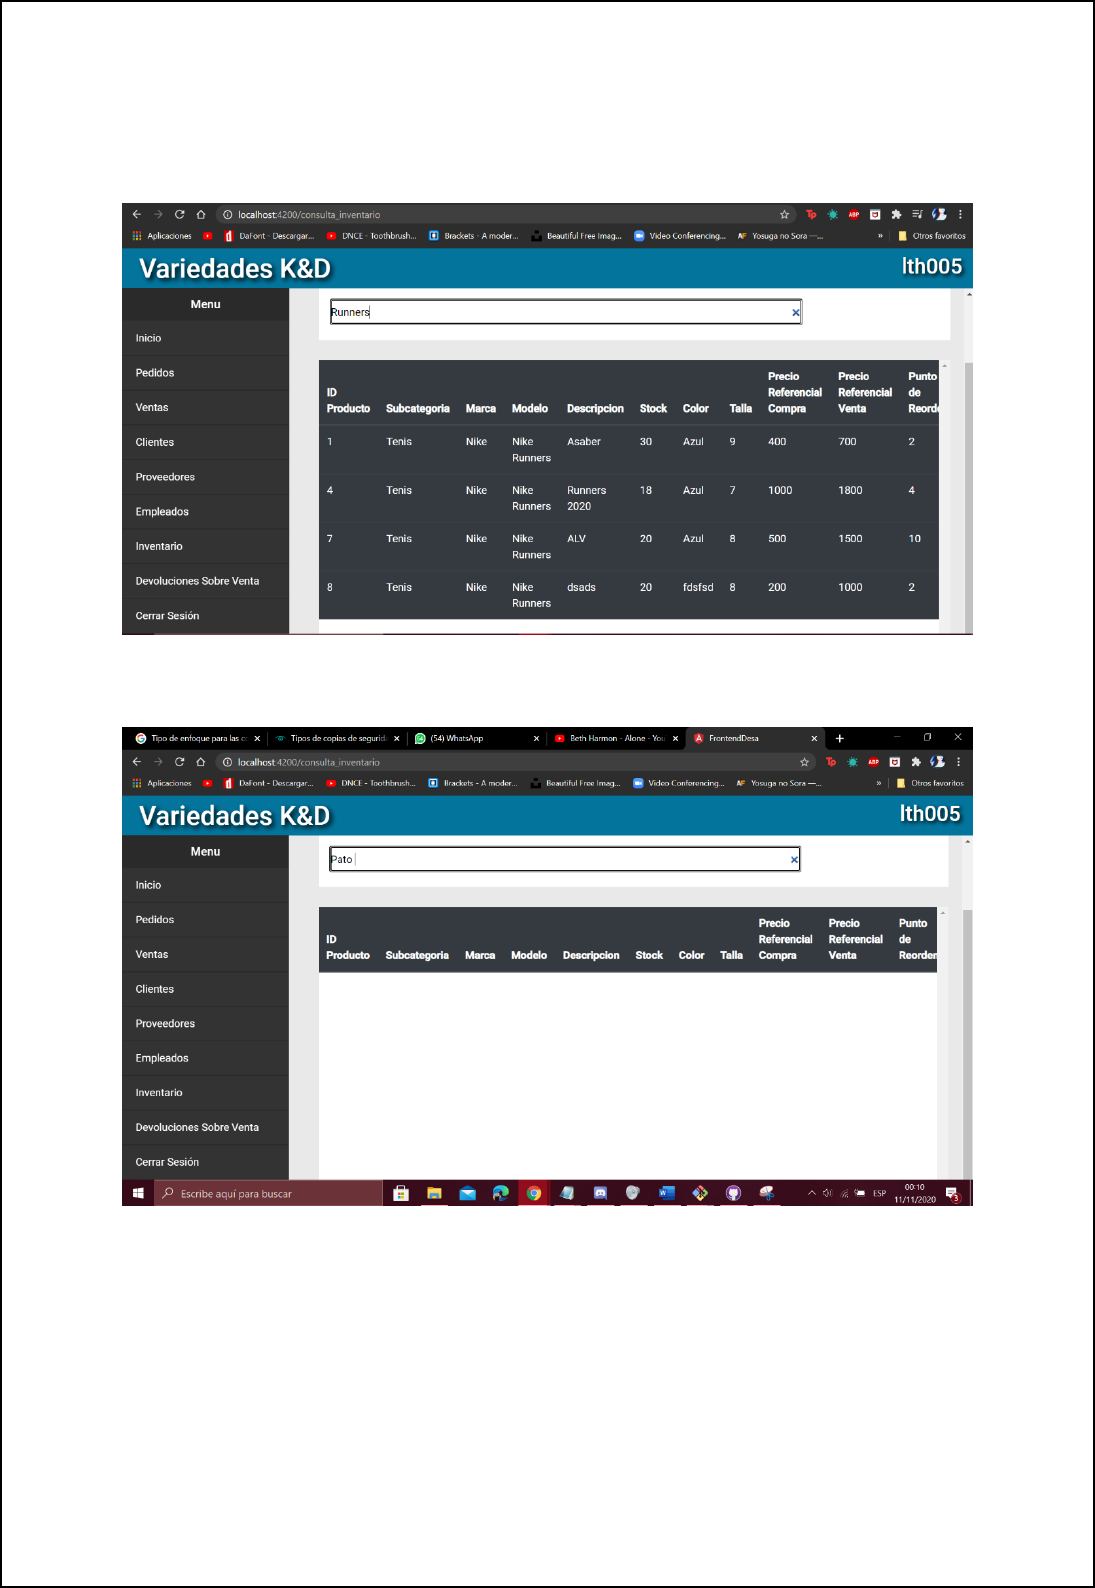 localhost:4200/consulta_inventario
Aplicaciones DaFont - Descargar... DNCE - Toothbrush... Brackets - A moder... Beautiful Free Imag... Video Conferencing... AF Yosuga no Sora —... » Otros favoritos
Variedades K&D lth005
Menu
Runners
Inicio
Pedidos
Ventas
Clientes
Proveedores
Empleados
Inventario
Devoluciones Sobre Venta
Cerrar Sesión
ID Producto Subcategoria Marca Modelo Descripcion Stock Color Talla Precio Referencial Compra Precio Referencial Venta Punto de Reorde
1 Tenis Nike Nike Runners Asaber 30 Azul 9 400 700 2
4 Tenis Nike Nike Runners Runners 2020 18 Azul 7 1000 1800 4
7 Tenis Nike Nike Runners ALV 20 Azul 8 500 1500 10
8 Tenis Nike Nike Runners dsads 20 fdsfsd 8 200 1000 2
Tipo de enfoque para las co Tipos de copias de segurida (54) WhatsApp Beth Harmon - Alone - You FrontendDesa
localhost:4200/consulta_inventario
Aplicaciones DaFont - Descargar... DNCE - Toothbrush... Brackets - A moder... Beautiful Free Imag... Video Conferencing... AF Yosuga no Sora —... » Otros favoritos
Variedades K&D lth005
Menu
Pato
Inicio
Pedidos
Ventas
Clientes
Proveedores
Empleados
Inventario
Devoluciones Sobre Venta
Cerrar Sesión
ID Producto Subcategoria Marca Modelo Descripcion Stock Color Talla Precio Referencial Compra Precio Referencial Venta Punto de Reorden
Escribe aquí para buscar ESP 00:10
11/11/2020 3